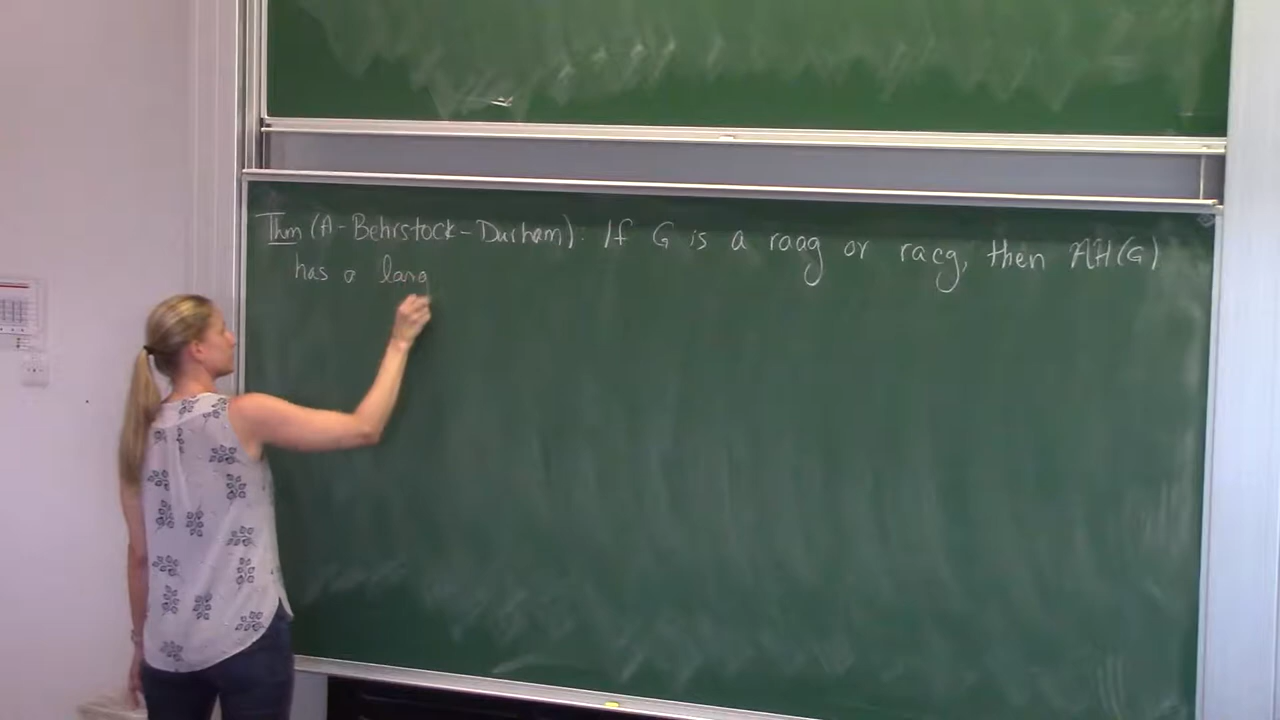 Thm (A-Behrstock-Durham). If G is a raag or racg, then AH(G)
has a larg